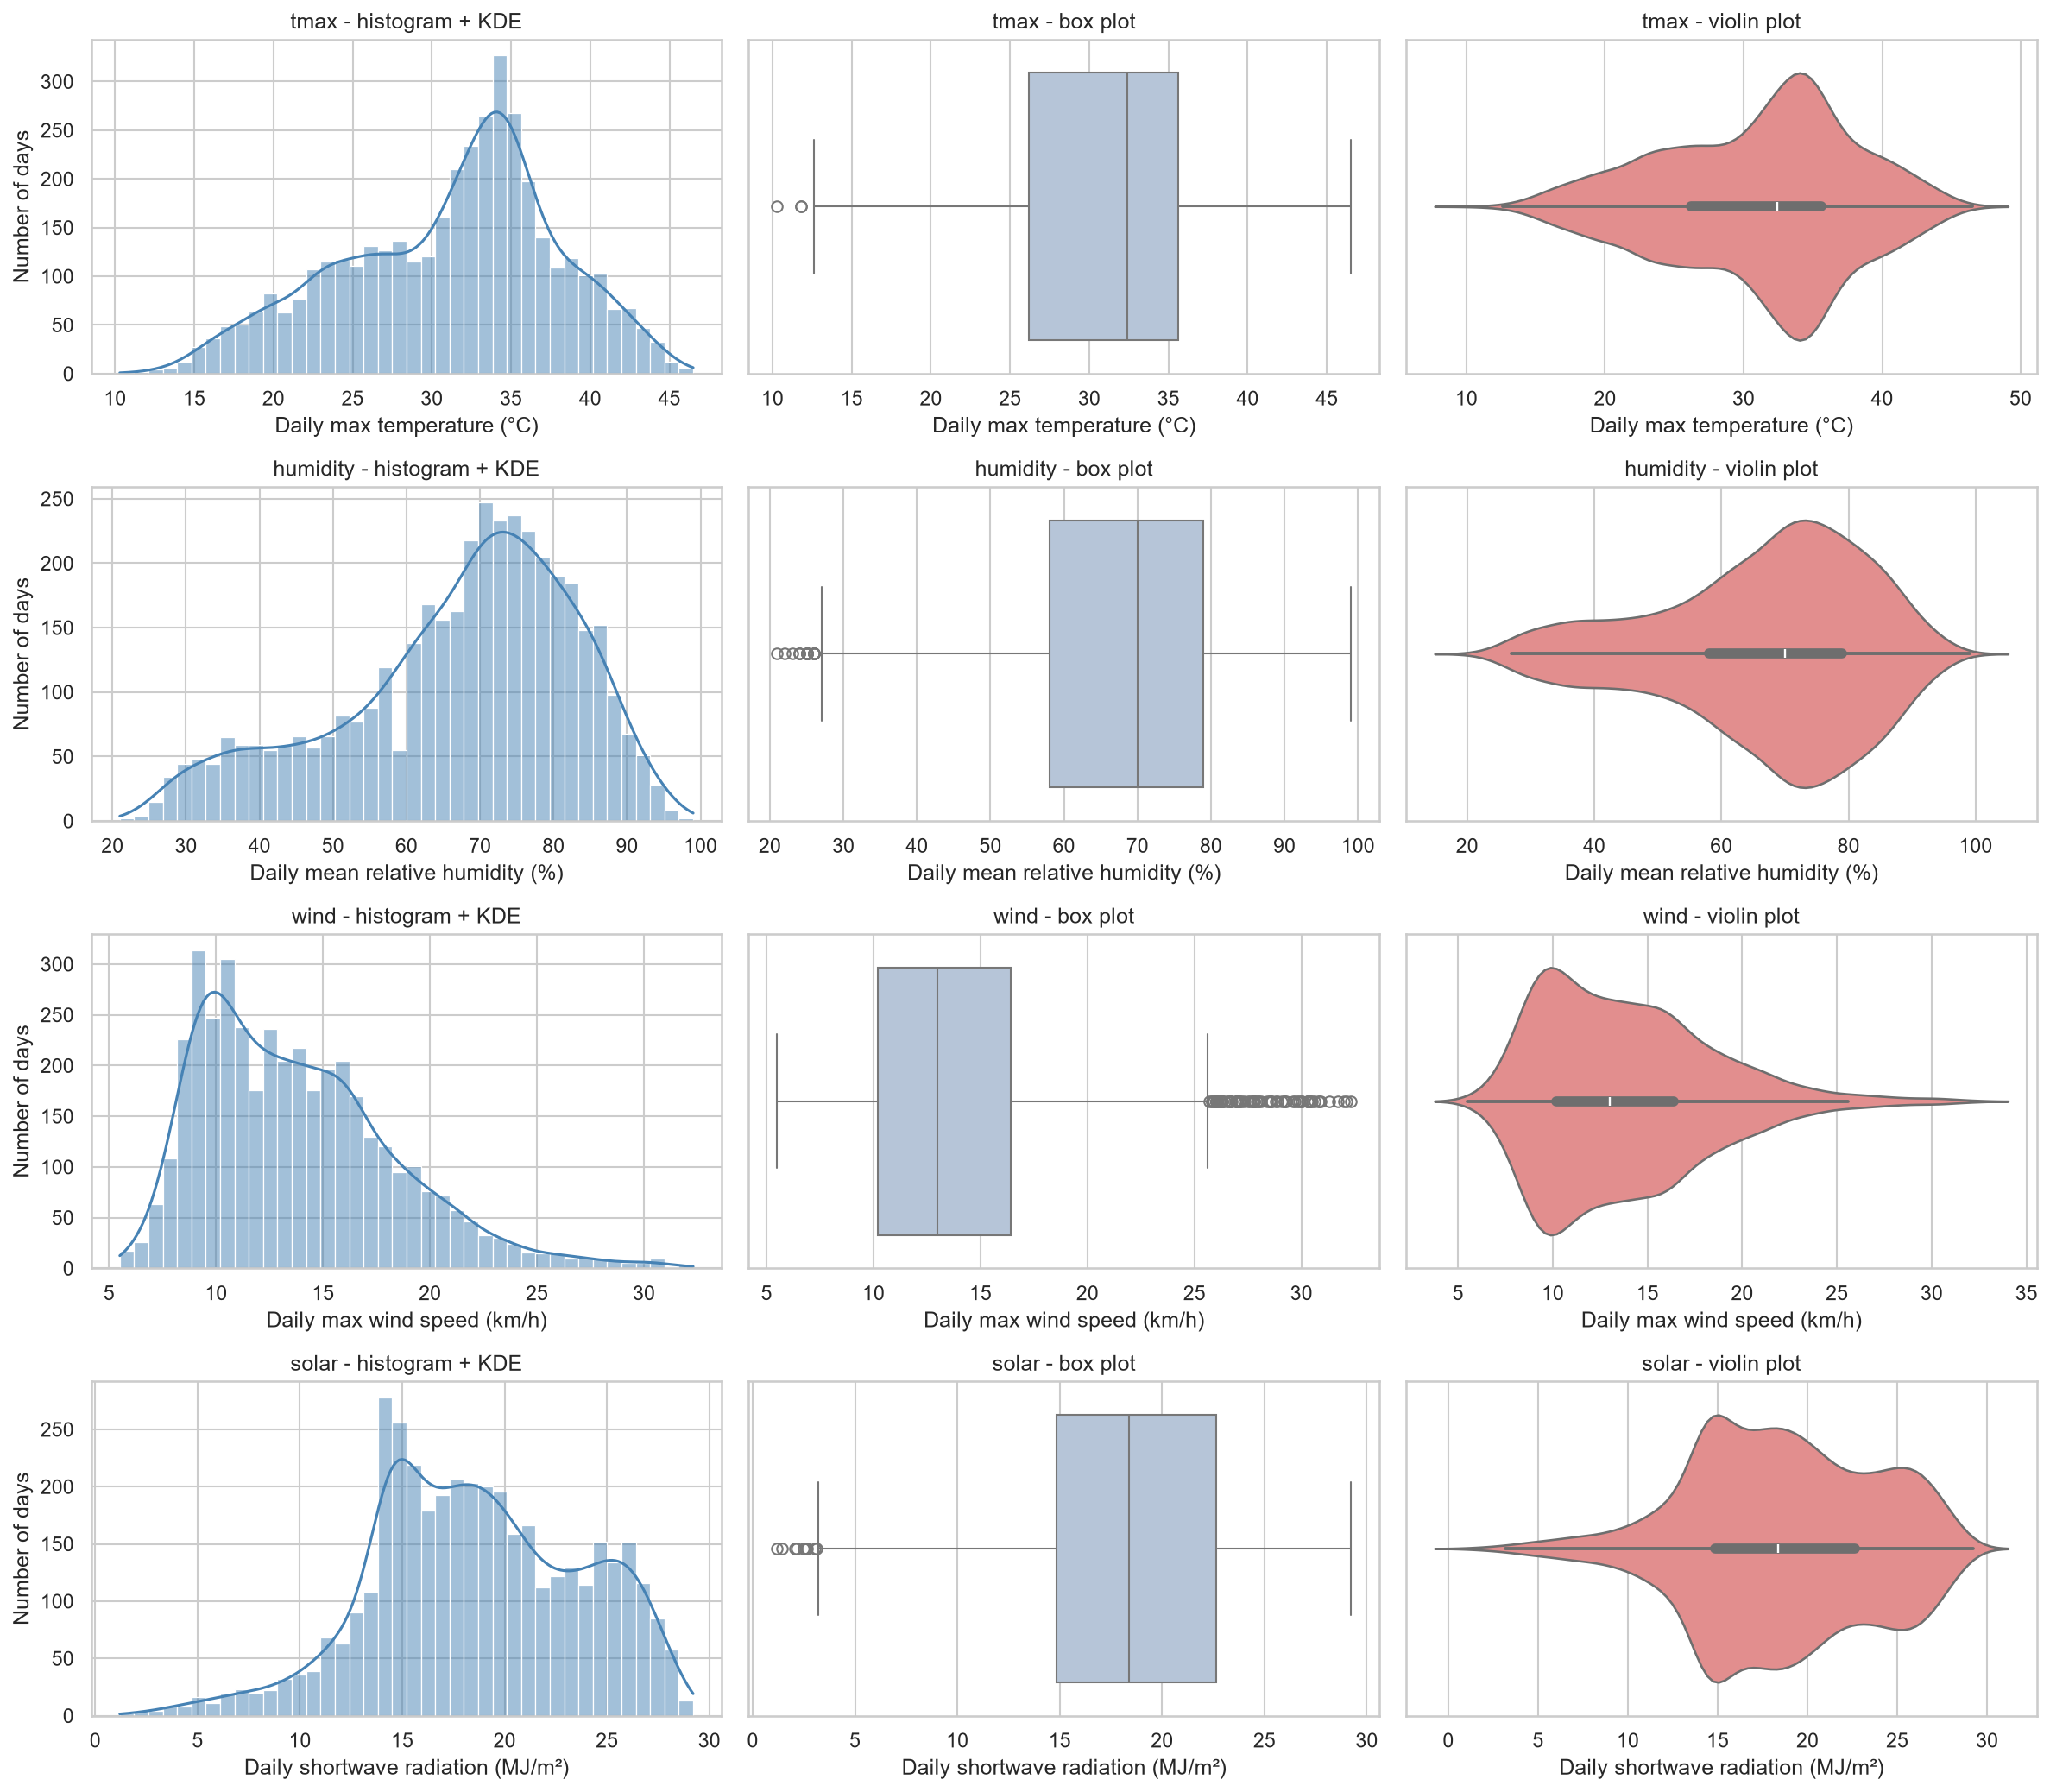 tmax - histogram + KDE
tmax - box plot
tmax - violin plot
Number of days
300
250
200
150
100
50
0
10 15 20 25 30 35 40 45
10 15 20 25 30 35 40 45
10 20 30 40 50
Daily max temperature (°C)
Daily max temperature (°C)
Daily max temperature (°C)
humidity - histogram + KDE
humidity - box plot
humidity - violin plot
Number of days
250
200
150
100
50
0
20 30 40 50 60 70 80 90 100
20 30 40 50 60 70 80 90 100
20 40 60 80 100
Daily mean relative humidity (%)
Daily mean relative humidity (%)
Daily mean relative humidity (%)
wind - histogram + KDE
wind - box plot
wind - violin plot
Number of days
300
250
200
150
100
50
0
5 10 15 20 25 30
5 10 15 20 25 30
5 10 15 20 25 30 35
Daily max wind speed (km/h)
Daily max wind speed (km/h)
Daily max wind speed (km/h)
solar - histogram + KDE
solar - box plot
solar - violin plot
Number of days
250
200
150
100
50
0
0 5 10 15 20 25 30
0 5 10 15 20 25 30
0 5 10 15 20 25 30
Daily shortwave radiation (MJ/m²)
Daily shortwave radiation (MJ/m²)
Daily shortwave radiation (MJ/m²)